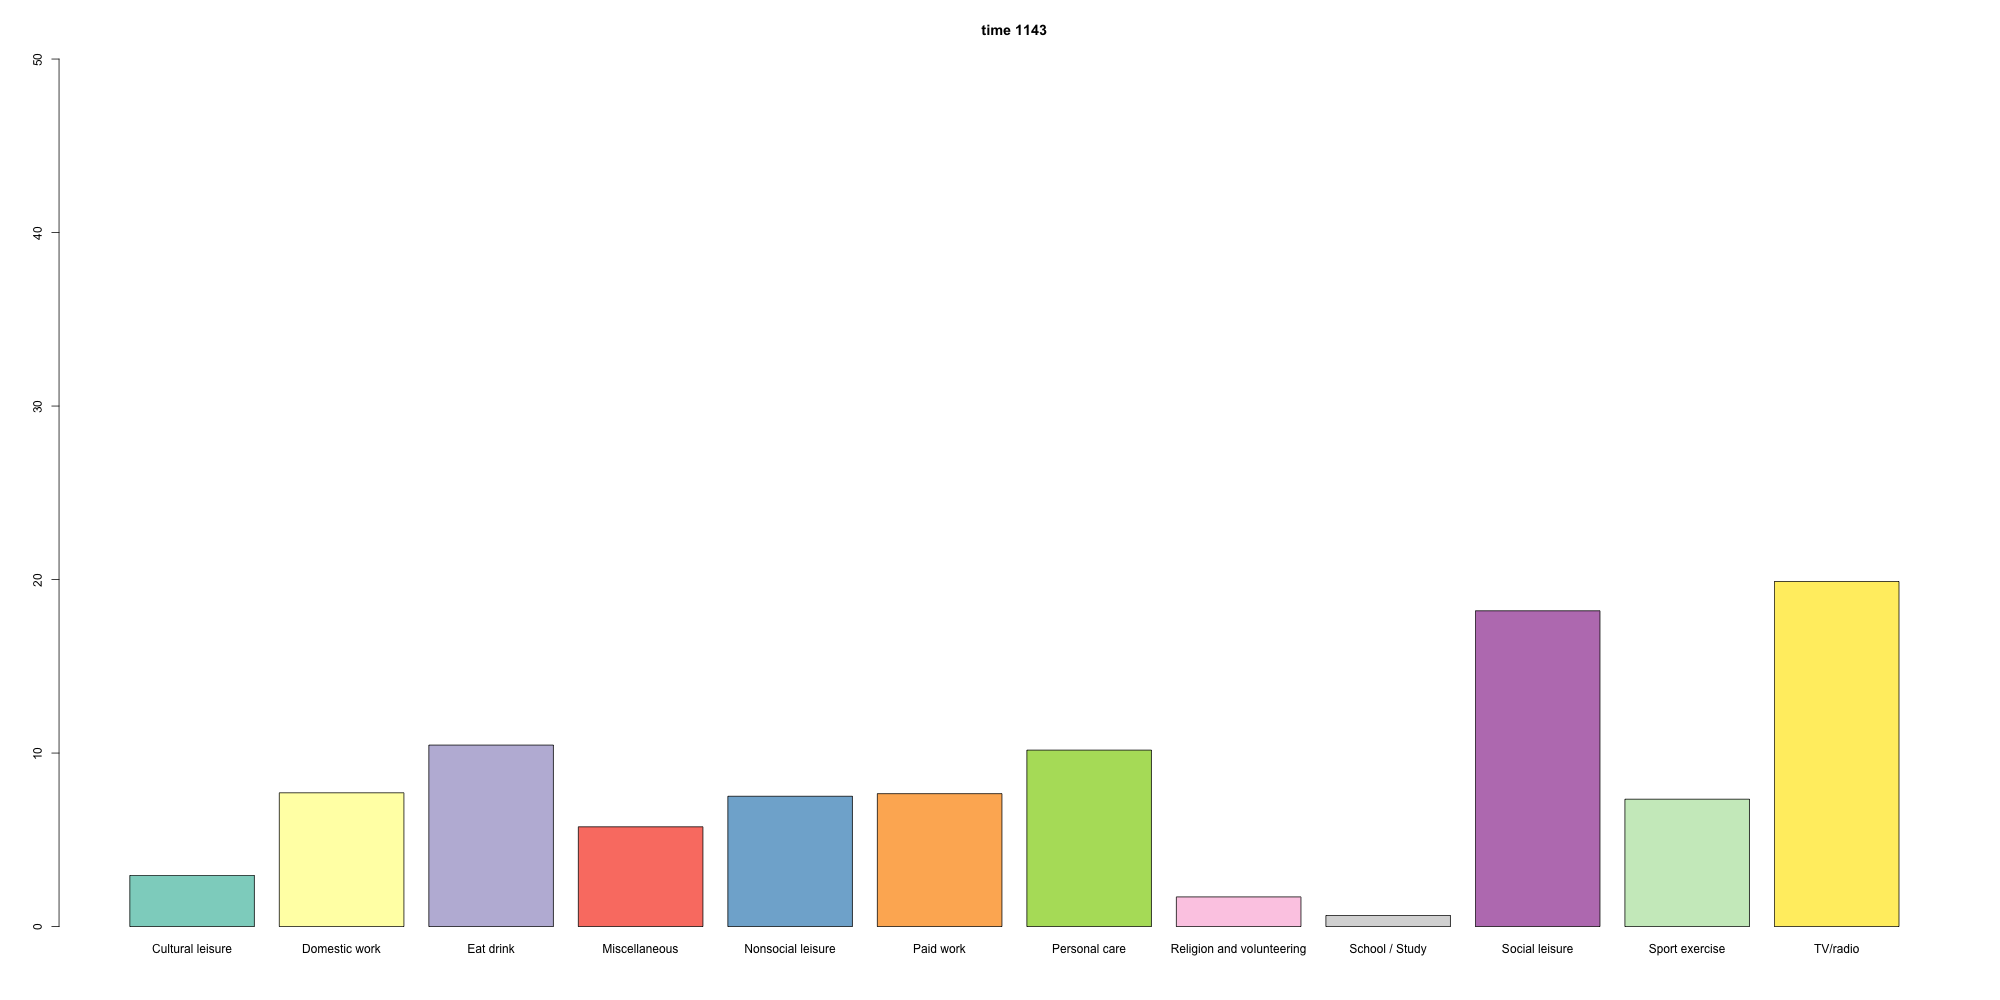 time 1143
50
40
30
20
10
0
Cultural leisure
Domestic work
Eat drink
Miscellaneous
Nonsocial leisure
Paid work
Personal care
Religion and volunteering
School / Study
Social leisure
Sport exercise
TV/radio